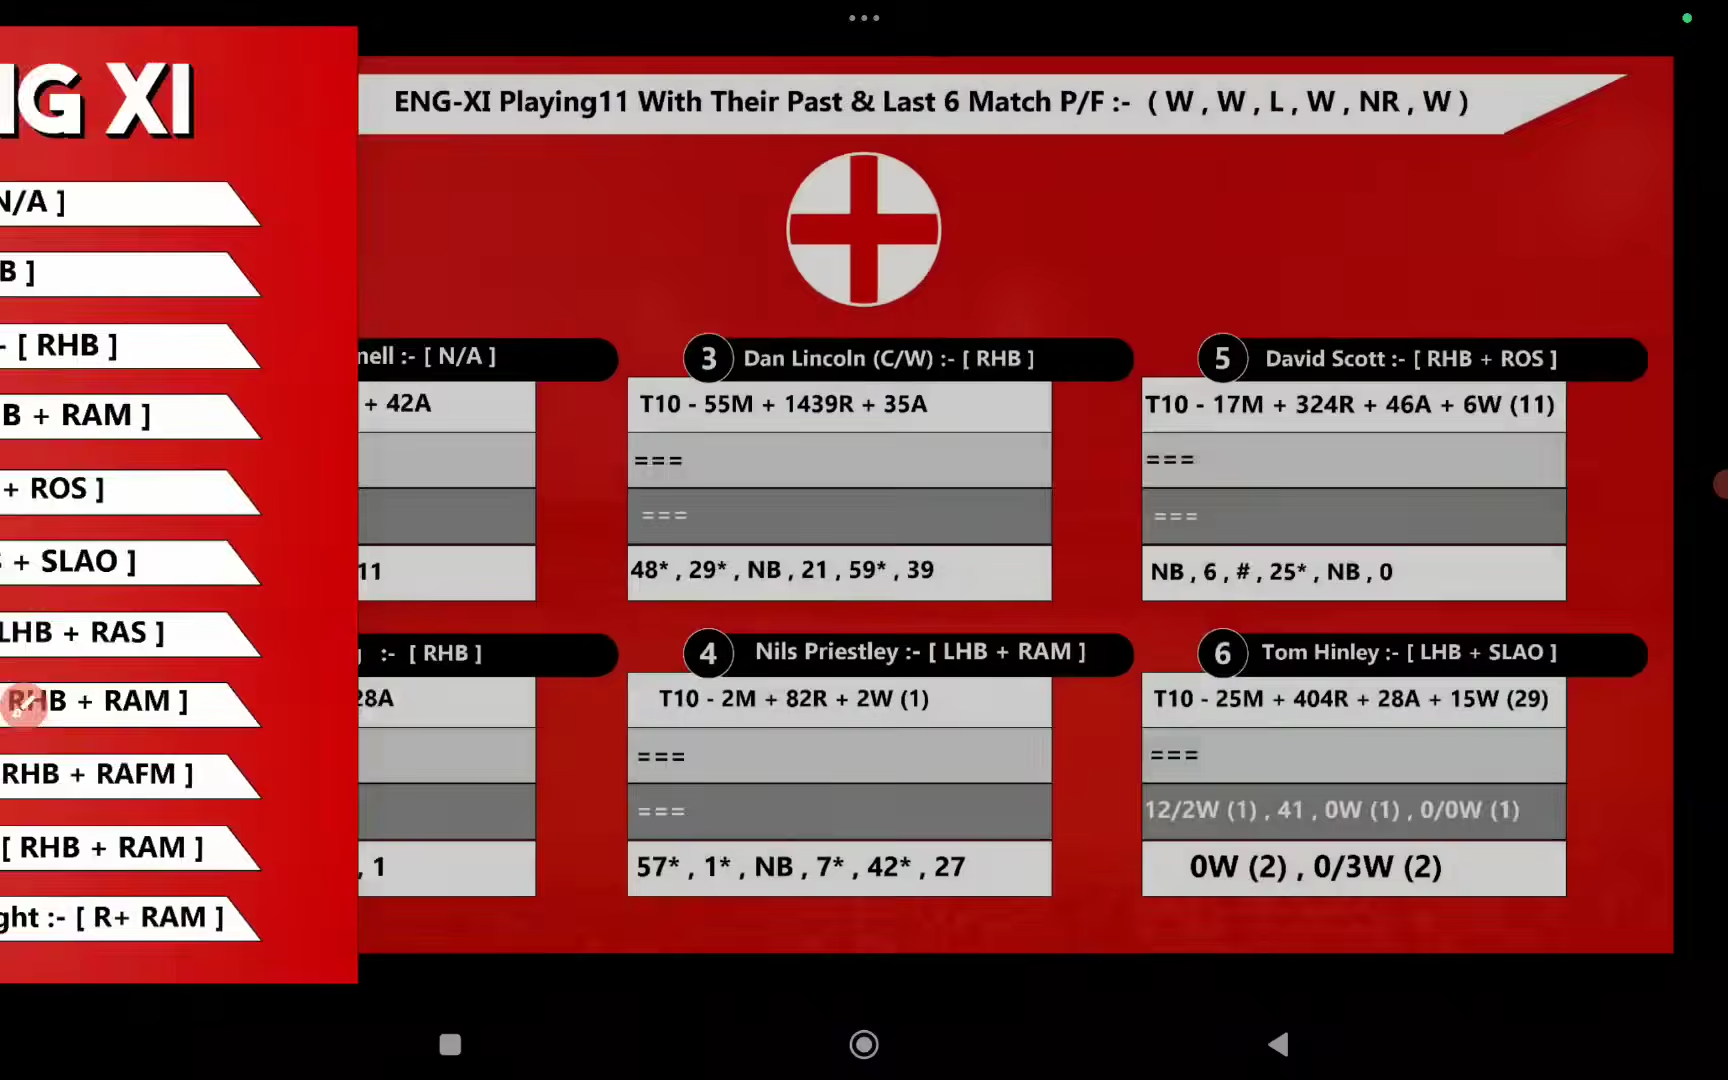 NG XI
N/A ]
B ]
- [ RHB ]
B + RAM ]
+ ROS ]
+ SLAO ]
LHB + RAS ]
RHB + RAM ]
RHB + RAFM ]
[ RHB + RAM ]
ght :- [ R+ RAM ]
ENG-XI Playing11 With Their Past & Last 6 Match P/F :- ( W , W , L , W , NR , W )
nell :- [ N/A ]
+ 42A
11
:- [ RHB ]
28A
, 1
3 Dan Lincoln (C/W) :- [ RHB ]
T10 - 55M + 1439R + 35A
===
===
48* , 29* , NB , 21 , 59* , 39
4 Nils Priestley :- [ LHB + RAM ]
T10 - 2M + 82R + 2W (1)
===
===
57* , 1* , NB , 7* , 42* , 27
5 David Scott :- [ RHB + ROS ]
T10 - 17M + 324R + 46A + 6W (11)
===
===
NB , 6 , # , 25* , NB , 0
6 Tom Hinley :- [ LHB + SLAO ]
T10 - 25M + 404R + 28A + 15W (29)
===
12/2W (1) , 41 , 0W (1) , 0/0W (1)
0W (2) , 0/3W (2)